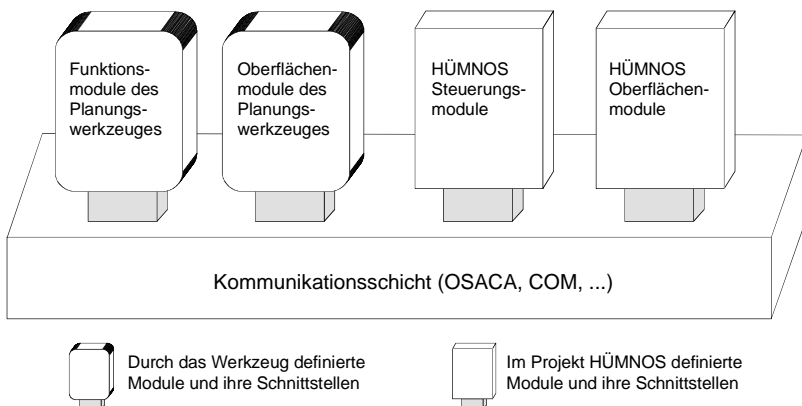 Funktions-
module des
Planungs-
werkzeuges
Oberflächen-
module des
Planungs-
werkzeuges
HÜMNOS
Steuerungs-
module
HÜMNOS
Oberflächen-
module
Kommunikationsschicht (OSACA, COM, ...)
Durch das Werkzeug definierte
Module und ihre Schnittstellen
Im Projekt HÜMNOS definierte
Module und ihre Schnittstellen